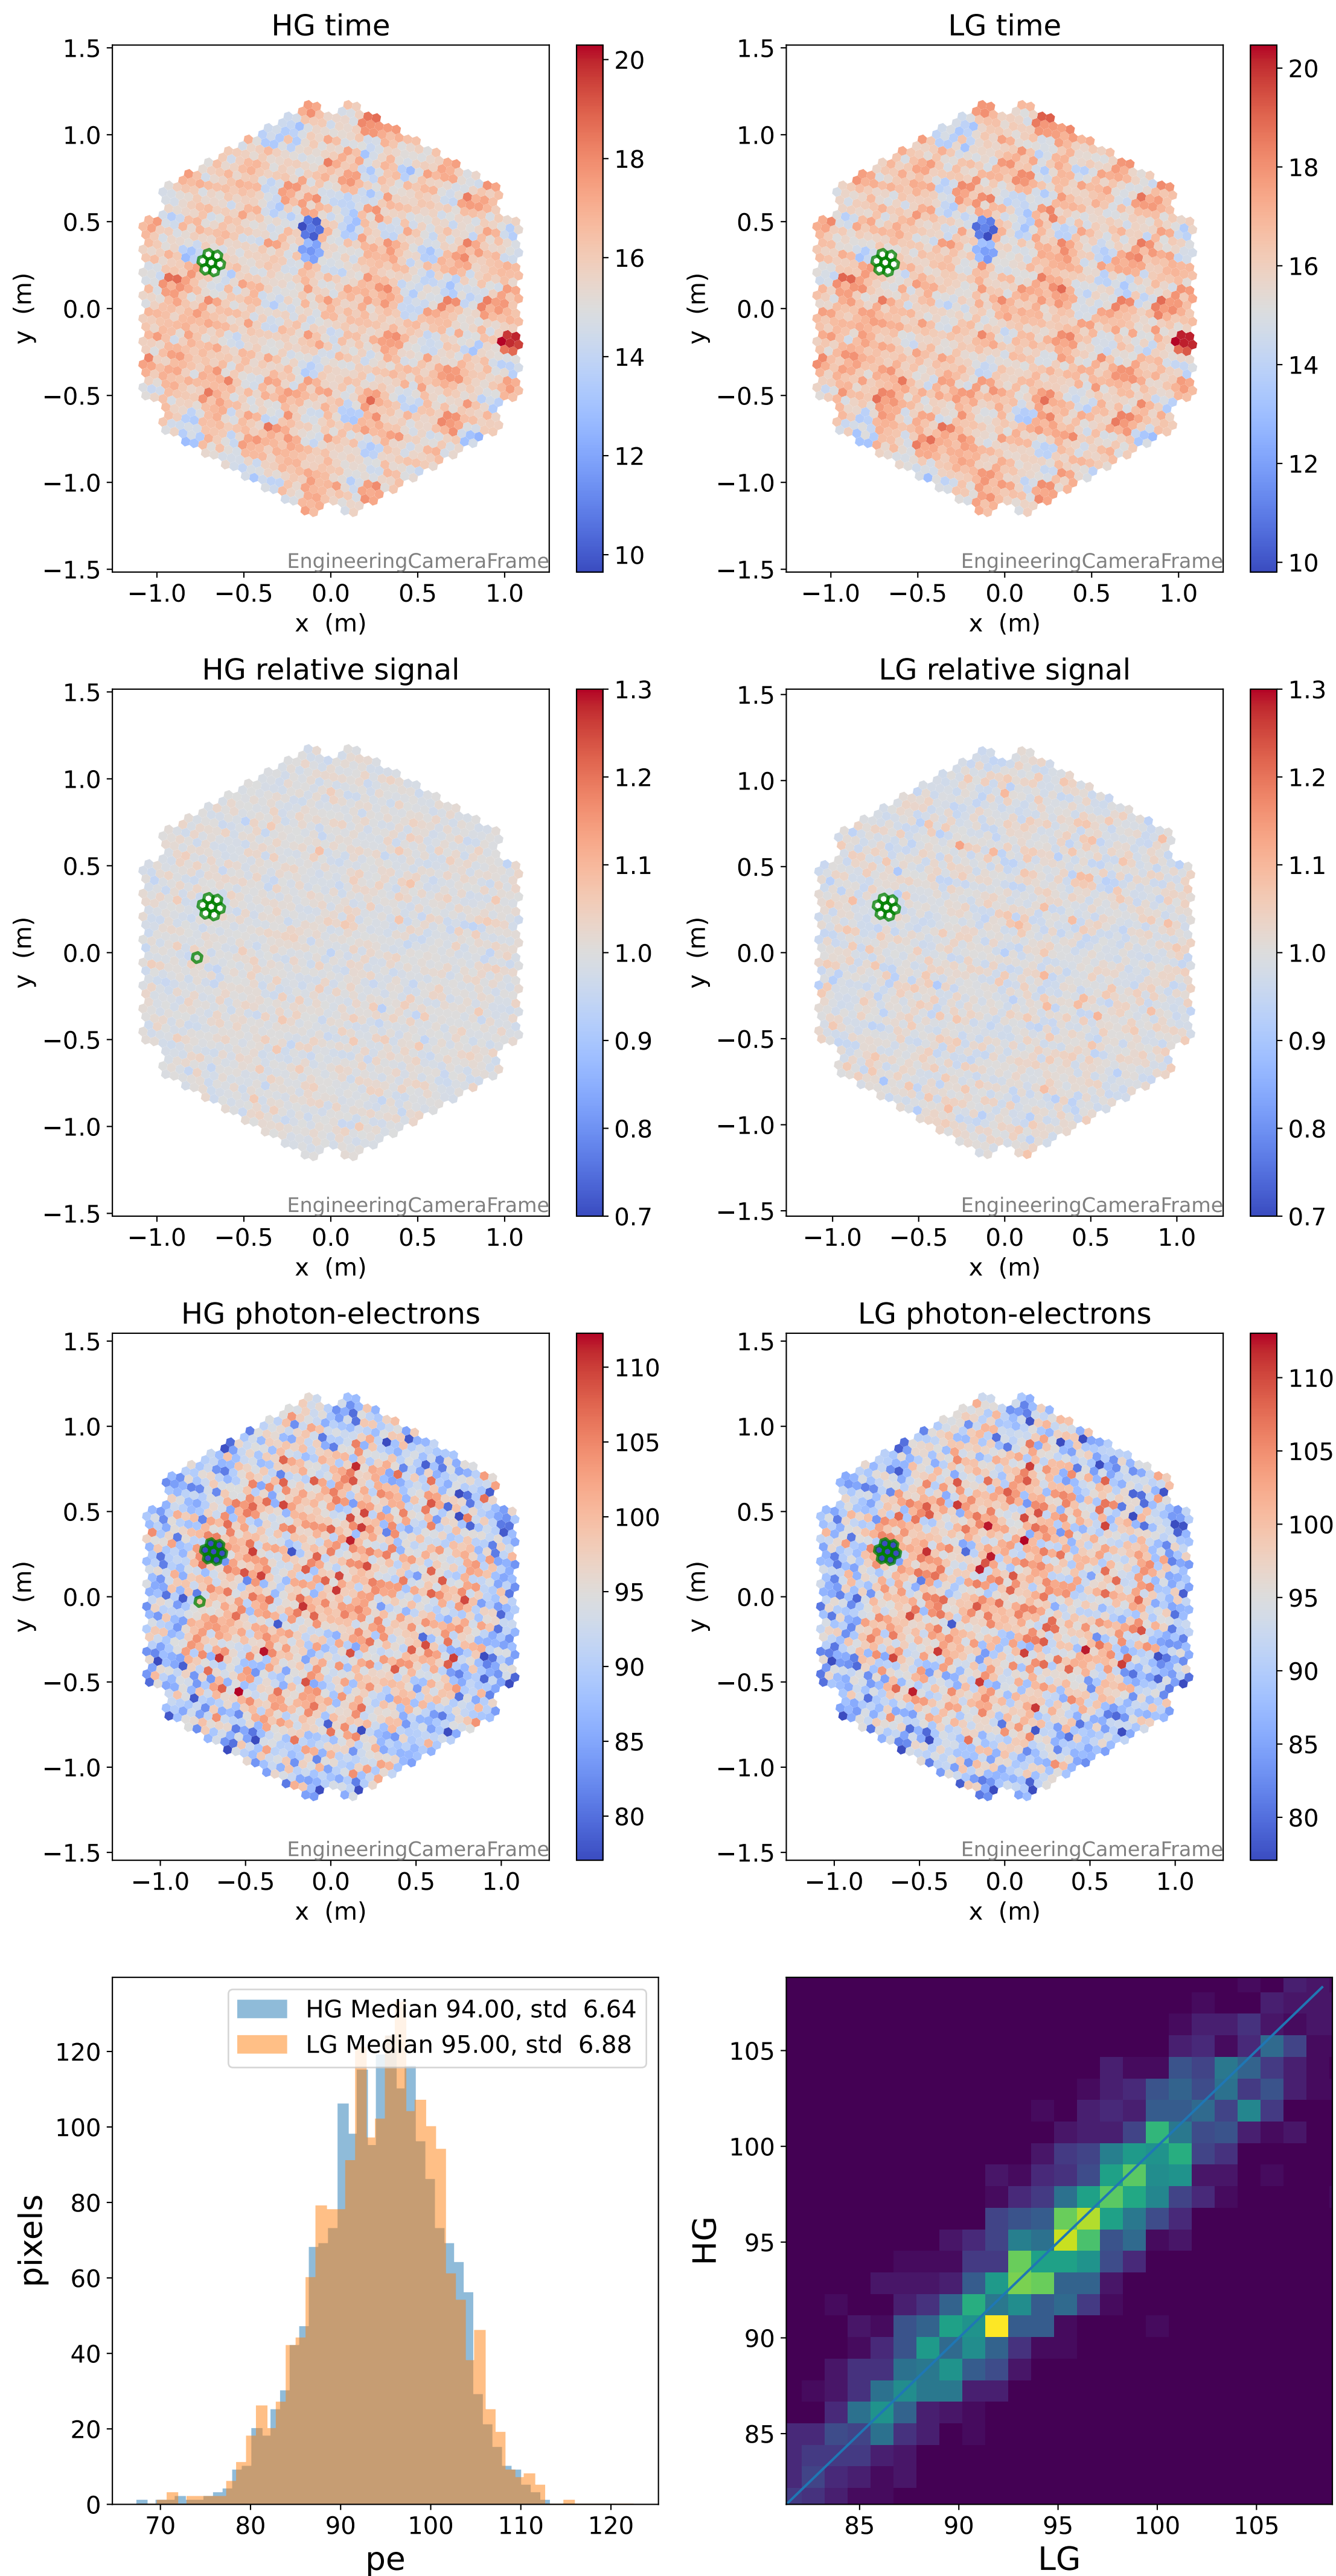 HG time
LG time
1.5
1.0
0.5
0.0
−0.5
−1.0
−1.5
y (m)
−1.0 −0.5 0.0 0.5 1.0
x (m)
EngineeringCameraFrame
20
18
16
14
12
10
1.5
1.0
0.5
0.0
−0.5
−1.0
−1.5
y (m)
−1.0 −0.5 0.0 0.5 1.0
x (m)
EngineeringCameraFrame
20
18
16
14
12
10
HG relative signal
LG relative signal
1.5
1.0
0.5
0.0
−0.5
−1.0
−1.5
y (m)
−1.0 −0.5 0.0 0.5 1.0
x (m)
EngineeringCameraFrame
1.3
1.2
1.1
1.0
0.9
0.8
0.7
1.5
1.0
0.5
0.0
−0.5
−1.0
−1.5
y (m)
−1.0 −0.5 0.0 0.5 1.0
x (m)
EngineeringCameraFrame
1.3
1.2
1.1
1.0
0.9
0.8
0.7
HG photon-electrons
LG photon-electrons
1.5
1.0
0.5
0.0
−0.5
−1.0
−1.5
y (m)
−1.0 −0.5 0.0 0.5 1.0
x (m)
EngineeringCameraFrame
110
105
100
95
90
85
80
1.5
1.0
0.5
0.0
−0.5
−1.0
−1.5
y (m)
−1.0 −0.5 0.0 0.5 1.0
x (m)
EngineeringCameraFrame
110
105
100
95
90
85
80
HG Median 94.00, std 6.64
LG Median 95.00, std 6.88
120
100
80
60
40
20
0
pixels
70 80 90 100 110 120
pe
105
100
95
90
85
HG
85 90 95 100 105
LG